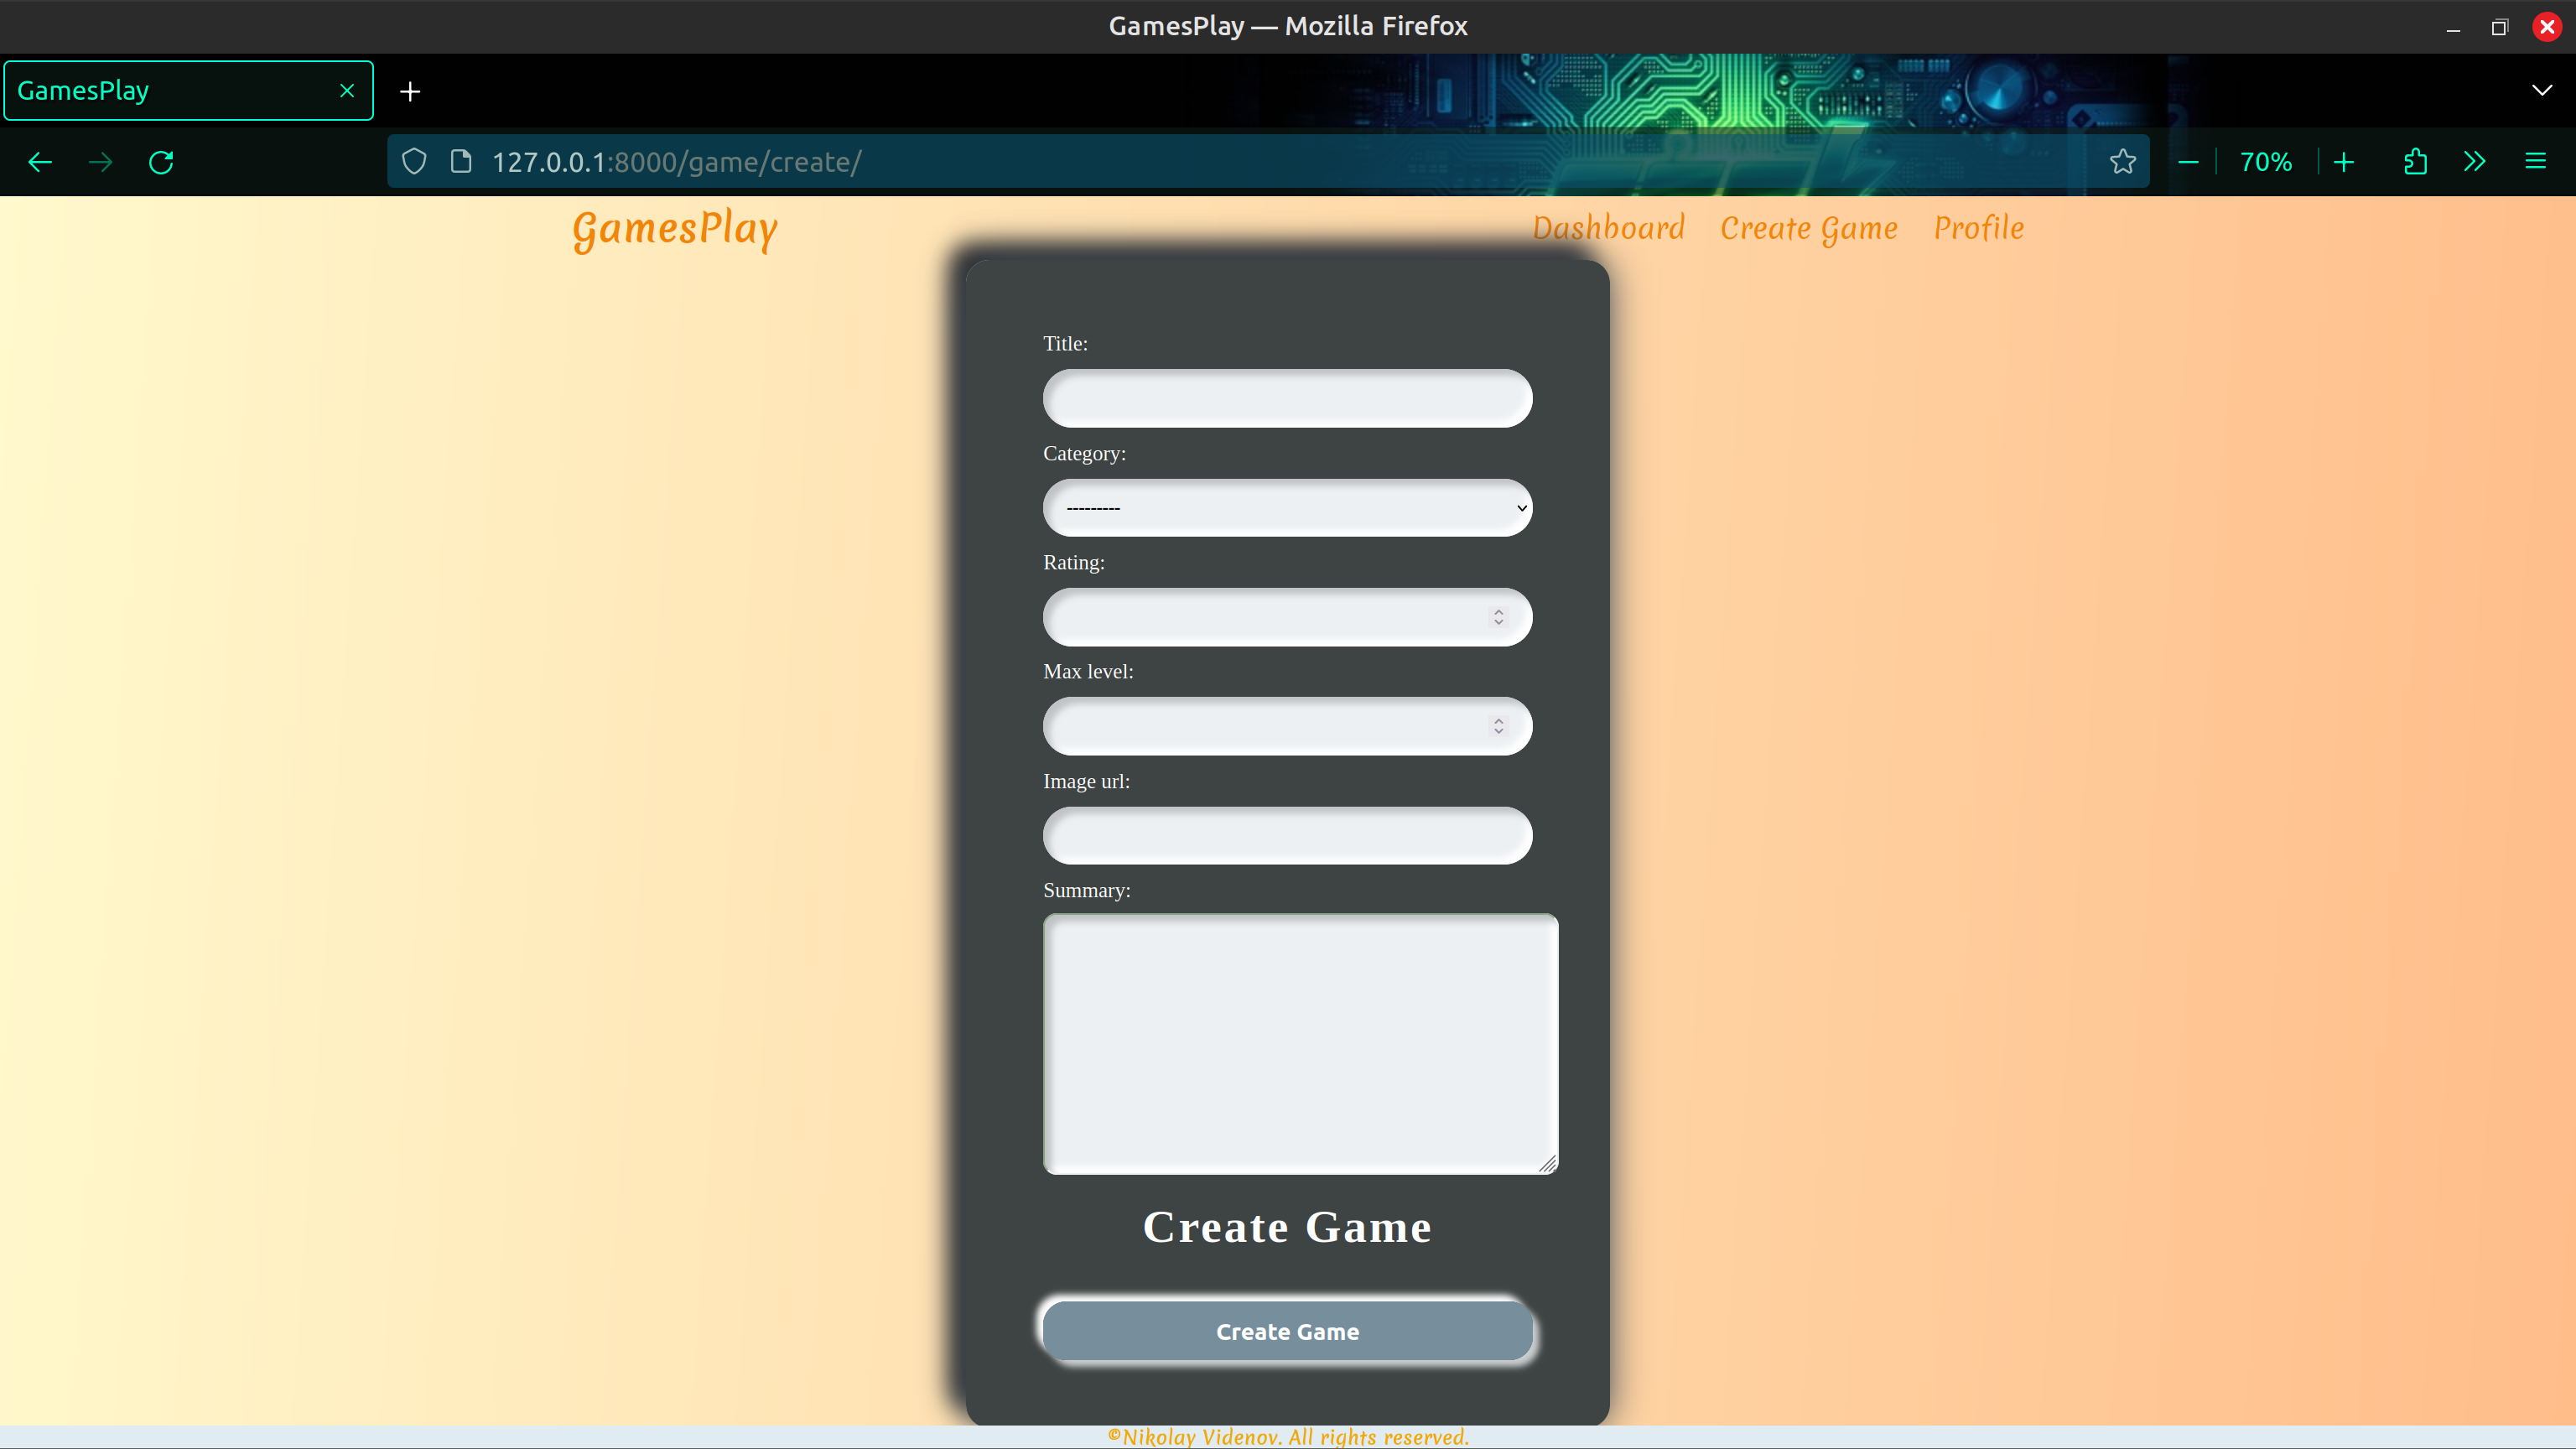 GamesPlay — Mozilla Firefox
GamesPlay
127.0.0.1:8000/game/create/
70%
GamesPlay Dashboard Create Game Profile
Title:
Category:
---------
Rating:
Max level:
Image url:
Summary:
Create Game
Create Game
©Nikolay Videnov. All rights reserved.